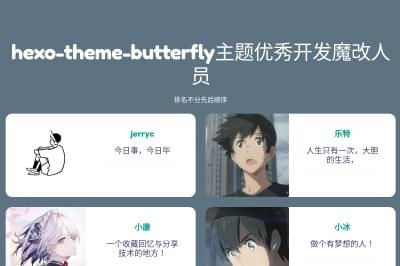 hexo-theme-butterfly主题优秀开发魔改人
员
排名不分先后顺序
jerryc
今日事，今日毕
乐特
人生只有一次，大胆
的生活，
小康
一个收藏回忆与分享
技术的地方！
小冰
做个有梦想的人！